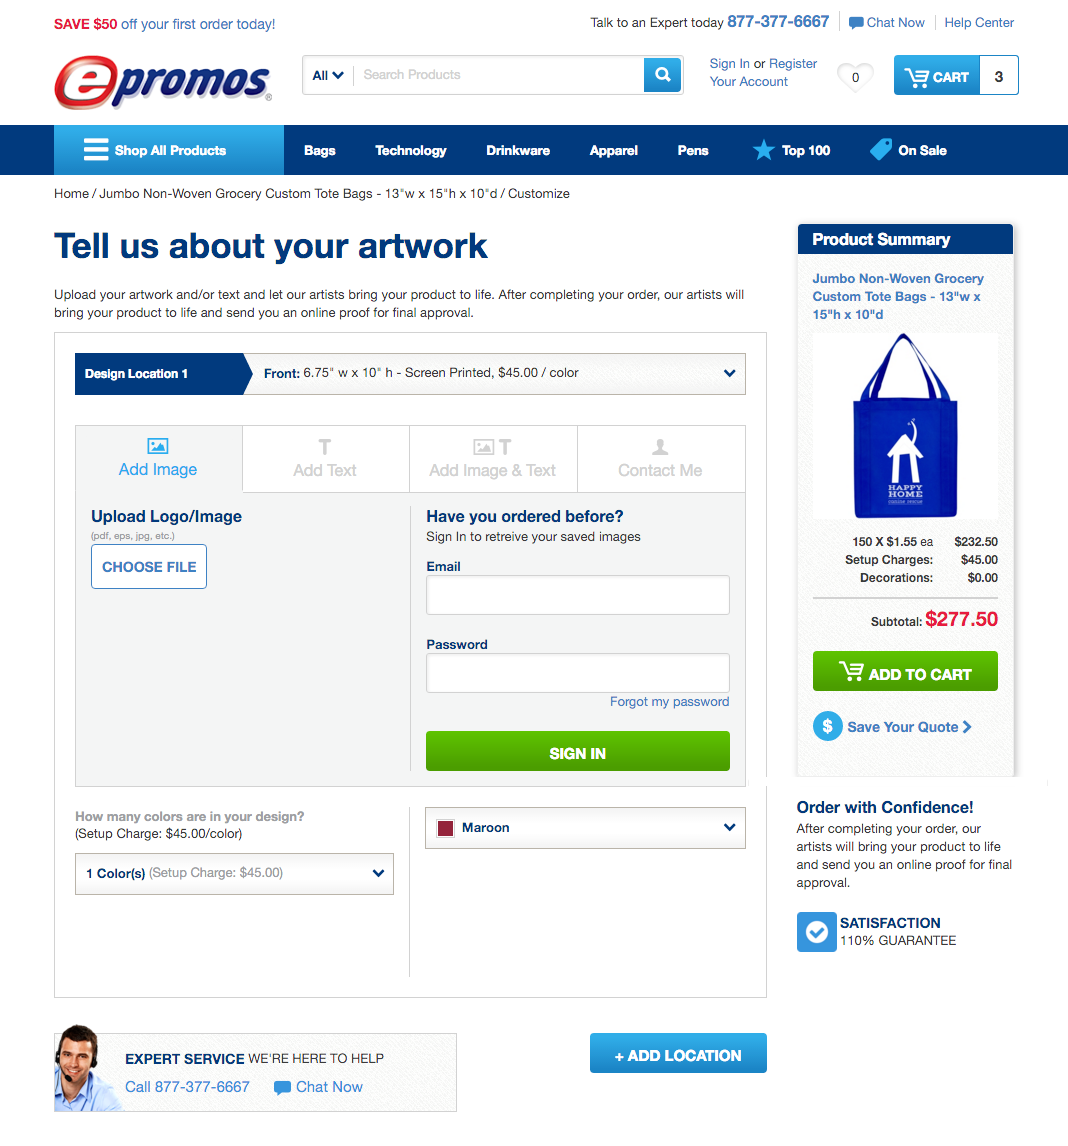 SAVE $50 off your first order today!
Talk to an Expert today 877-377-6667
Chat Now
Help Center
epromos®
All
Search Products
Sign In or Register
Your Account
0
CART
3
Shop All Products
Bags
Technology
Drinkware
Apparel
Pens
Top 100
On Sale
Home / Jumbo Non-Woven Grocery Custom Tote Bags - 13"w x 15"h x 10"d / Customize
Tell us about your artwork
Upload your artwork and/or text and let our artists bring your product to life. After completing your order, our artists will
bring your product to life and send you an online proof for final approval.
Design Location 1
Front: 6.75" w x 10" h - Screen Printed, $45.00 / color
Add Image
Add Text
Add Image & Text
Contact Me
Upload Logo/Image
(pdf, eps, jpg, etc.)
CHOOSE FILE
Have you ordered before?
Sign In to retreive your saved images
Email
Password
Forgot my password
SIGN IN
How many colors are in your design?
(Setup Charge: $45.00/color)
1 Color(s) (Setup Charge: $45.00)
Maroon
Product Summary
Jumbo Non-Woven Grocery
Custom Tote Bags - 13"w x
15"h x 10"d
HAPPY
HOME
150 X $1.55 ea $232.50
Setup Charges: $45.00
Decorations: $0.00
Subtotal: $277.50
ADD TO CART
$ Save Your Quote
Order with Confidence!
After completing your order, our
artists will bring your product to life
and send you an online proof for final
approval.
SATISFACTION
110% GUARANTEE
EXPERT SERVICE WE'RE HERE TO HELP
Call 877-377-6667
Chat Now
+ ADD LOCATION